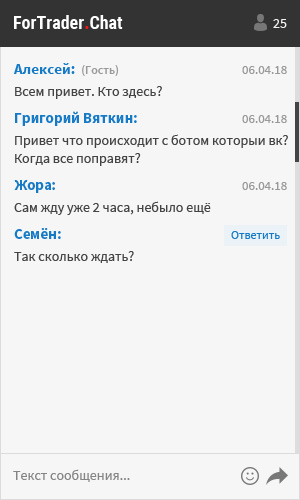 ForTrader.Chat
25
Алексей: (Гость) 06.04.18
Всем привет. Кто здесь?
Григорий Вяткин: 06.04.18
Привет что происходит с ботом которыи вк?
Когда все поправят?
Жора: 06.04.18
Сам жду уже 2 часа, небыло ещё
Семён: Ответить
Так сколько ждать?
Текст сообщения...